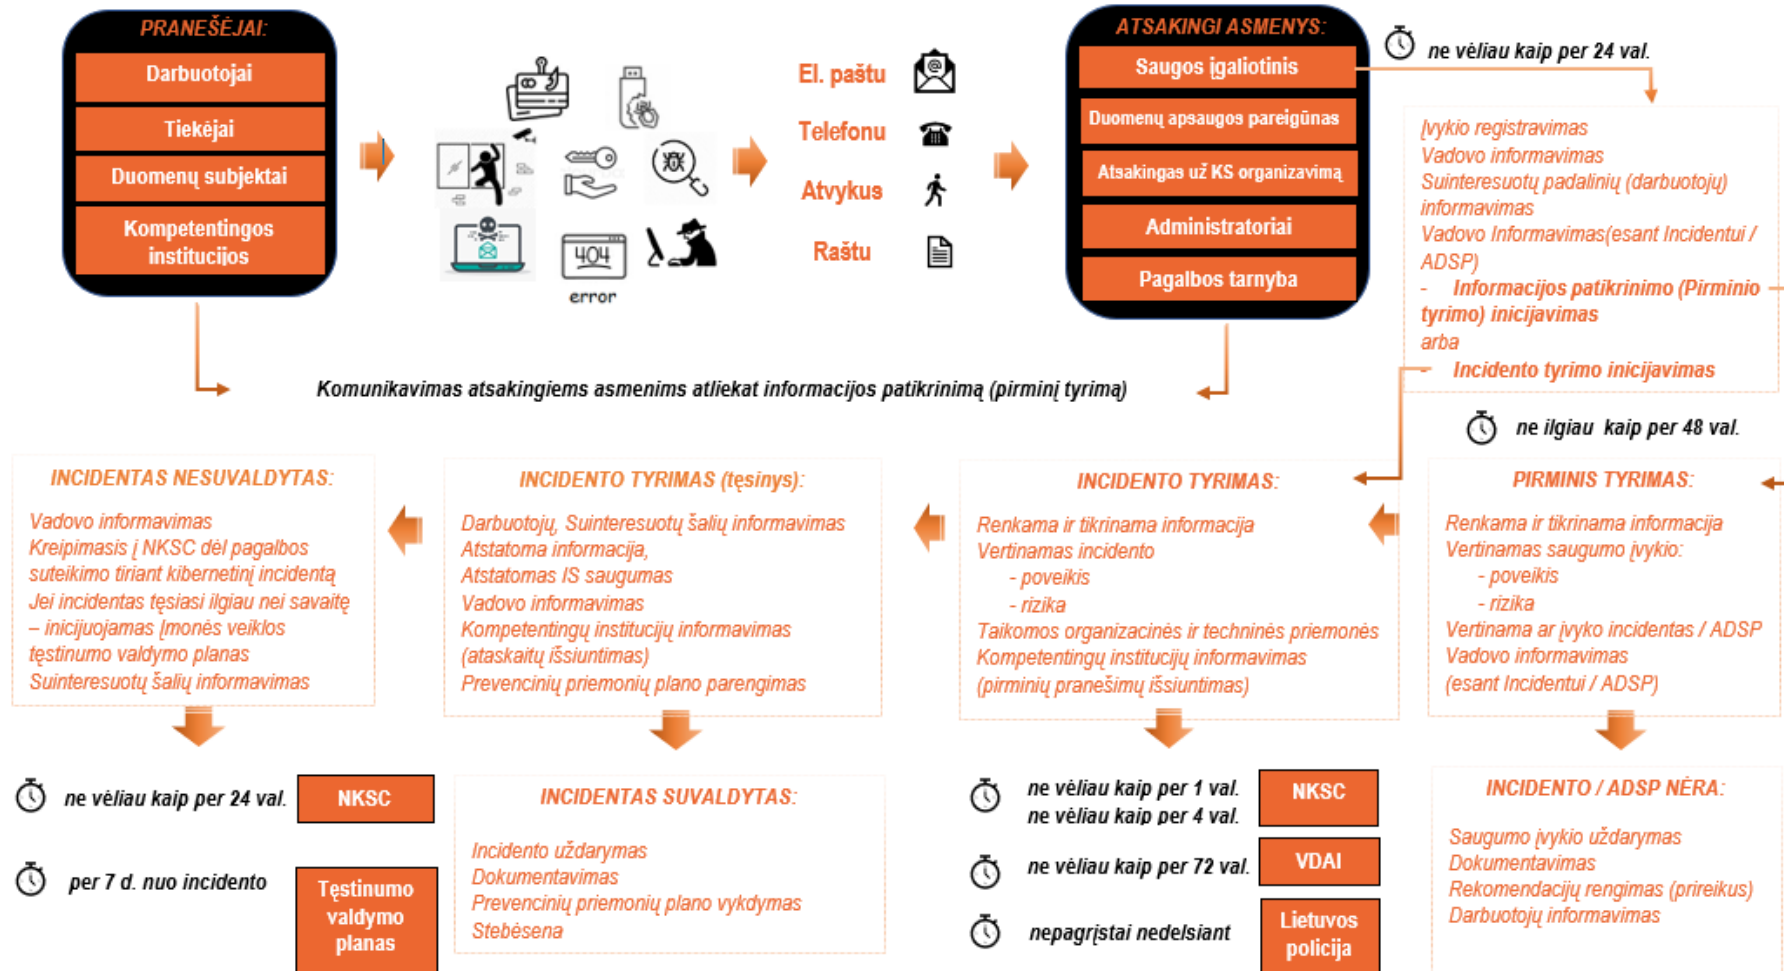 PRANEŠĖJAI:
Darbuotojai
Tiekėjai
Duomenų subjektai
Kompetentingos
institucijos
404
error
El. paštu
Telefonu
Atvykus
Raštu
ATSAKINGI ASMENYS:
Saugos įgaliotinis
Duomenų apsaugos pareigūnas
Atsakingas už KS organizavimą
Administratoriai
Pagalbos tarnyba
ne vėliau kaip per 24 val.
Įvykio registravimas
Vadovo informavimas
Suinteresuotų padalinių (darbuotojų)
informavimas
Vadovo Informavimas(esant Incidentui /
ADSP)
- Informacijos patikrinimo (Pirminio
tyrimo) inicijavimas
arba
- Incidento tyrimo inicijavimas
Komunikavimas atsakingiems asmenims atliekat informacijos patikrinimą (pirminį tyrimą)
ne ilgiau kaip per 48 val.
INCIDENTAS NESUVALDYTAS:
Vadovo informavimas
Kreipimasis į NKSC dėl pagalbos
suteikimo tiriant kibernetinį incidentą
Jei incidentas tęsiasi ilgiau nei savaitę
– inicijuojamas Įmonės veiklos
tęstinumo valdymo planas
Suinteresuotų šalių informavimas
INCIDENTO TYRIMAS (tęsinys):
Darbuotojų, Suinteresuotų šalių informavimas
Atstatoma informacija,
Atstatomas IS saugumas
Vadovo informavimas
Kompetentingų institucijų informavimas
(ataskaitų išsiuntimas)
Prevencinių priemonių plano parengimas
INCIDENTO TYRIMAS:
Renkama ir tikrinama informacija
Vertinamas incidento
- poveikis
- rizika
Taikomos organizacinės ir techninės priemonės
Kompetentingų institucijų informavimas
(pirminių pranešimų išsiuntimas)
PIRMINIS TYRIMAS:
Renkama ir tikrinama informacija
Vertinamas saugumo įvykio:
- poveikis
- rizika
Vertinama ar įvyko incidentas / ADSP
Vadovo informavimas
(esant Incidentui / ADSP)
ne vėliau kaip per 24 val.
NKSC
per 7 d. nuo incidento
Tęstinumo
valdymo
planas
INCIDENTAS SUVALDYTAS:
Incidento uždarymas
Dokumentavimas
Prevencinių priemonių plano vykdymas
Stebėsena
ne vėliau kaip per 1 val.
ne vėliau kaip per 4 val.
NKSC
ne vėliau kaip per 72 val.
VDAI
nepagrįstai nedelsiant
Lietuvos
policija
INCIDENTO / ADSP NĖRA:
Saugumo įvykio uždarymas
Dokumentavimas
Rekomendacijų rengimas (prireikus)
Darbuotojų informavimas